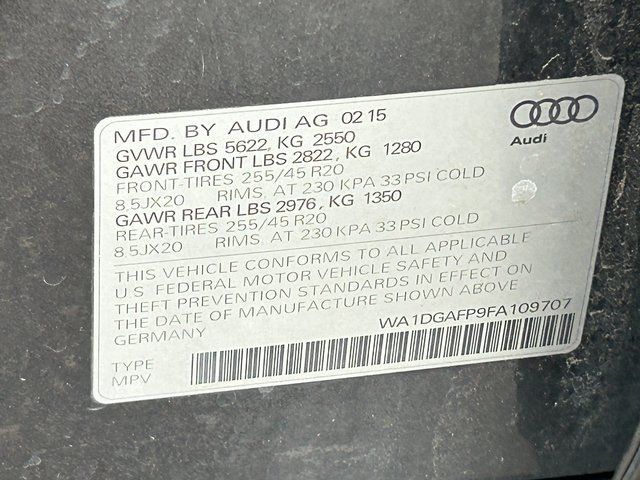 MFD. BY AUDI AG 02 15
GVWR LBS 5622, KG 2550
GAWR FRONT LBS 2822, KG 1280
FRONT-TIRES 255/45 R20
8.5JX20 RIMS, AT 230 KPA 33 PSI COLD
GAWR REAR LBS 2976, KG 1350
REAR-TIRES 255/45 R20
8.5JX20 RIMS, AT 230 KPA 33 PSI COLD
Audi
THIS VEHICLE CONFORMS TO ALL APPLICABLE
U.S FEDERAL MOTOR VEHICLE SAFETY AND
THEFT PREVENTION STANDARDS IN EFFECT ON
THE DATE OF MANUFACTURE SHOWN ABOVE
GERMANY
WA1DGAFP9FA109707
TYPE
MPV